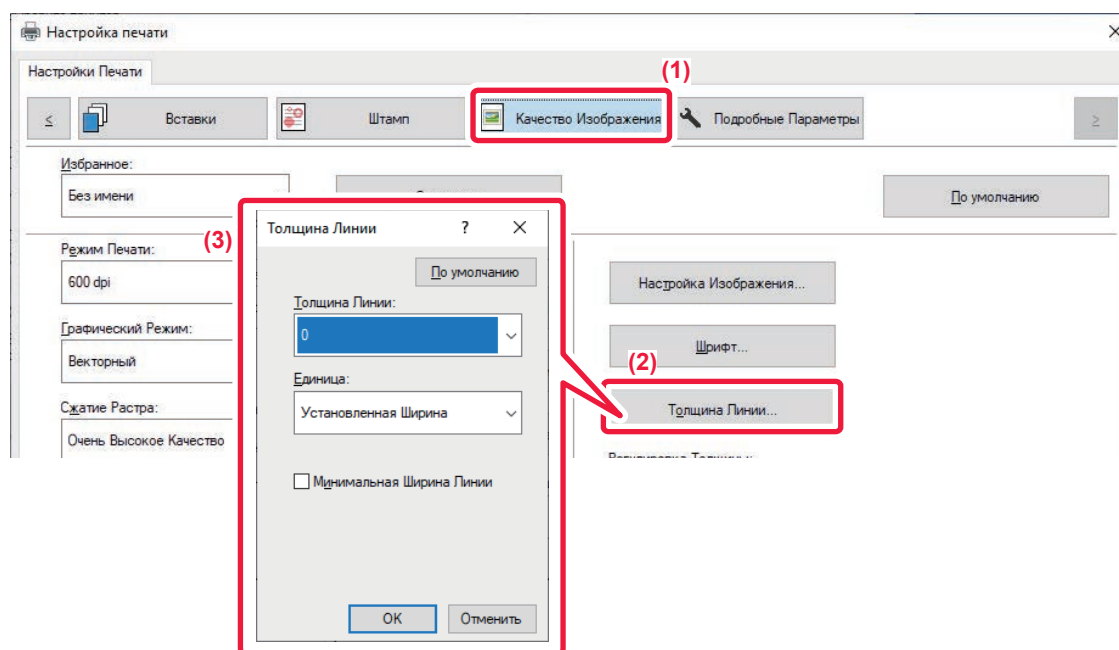 Настройка печати
Настройки Печати
(1)
< Вставки Штамп Качество Изображения Подробные Параметры >
Избранное:
Без имени
По умолчанию
(3)
Толщина Линии ? ×
По умолчанию
Толщина Линии:
0
Единица:
Установленная Ширина
Минимальная Ширина Линии
OK Отменить
Режим Печати:
600 dpi
Графический Режим:
Векторный
Сжатие Растра:
Очень Высокое Качество
Настройка Изображения...
Шрифт...
(2)
Толщина Линии...